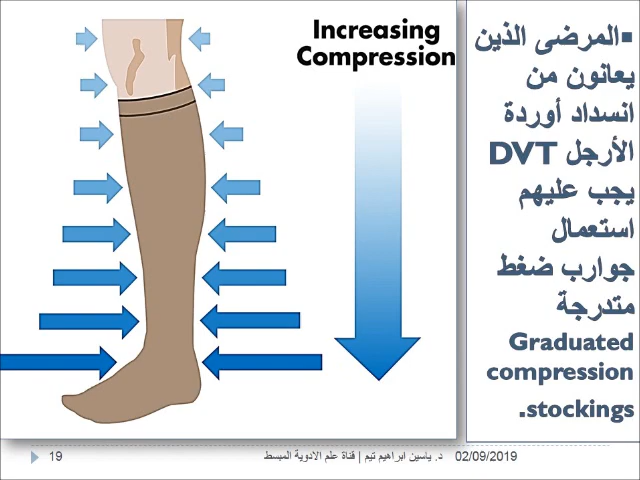 Increasing
Compression
▪المرضى الذين
يعانون من
انسداد أوردة
الأرجل DVT
يجب عليهم
استعمال
جوارب ضغط
متدرجة
Graduated
compression
.stockings
19
د. ياسين ابراهيم تيم | قناة علم الادوية المبسط
02/09/2019